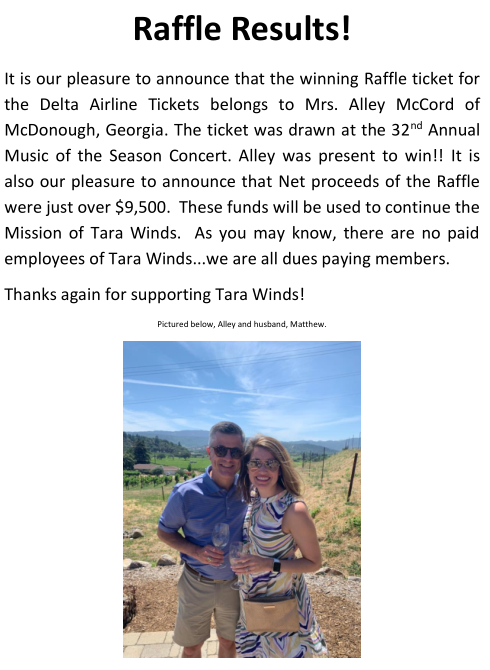 Raffle Results!
It is our pleasure to announce that the winning Raffle ticket for
the Delta Airline Tickets belongs to Mrs. Alley McCord of
McDonough, Georgia. The ticket was drawn at the 32nd Annual
Music of the Season Concert. Alley was present to win!! It is
also our pleasure to announce that Net proceeds of the Raffle
were just over $9,500. These funds will be used to continue the
Mission of Tara Winds. As you may know, there are no paid
employees of Tara Winds...we are all dues paying members.
Thanks again for supporting Tara Winds!
Pictured below, Alley and husband, Matthew.